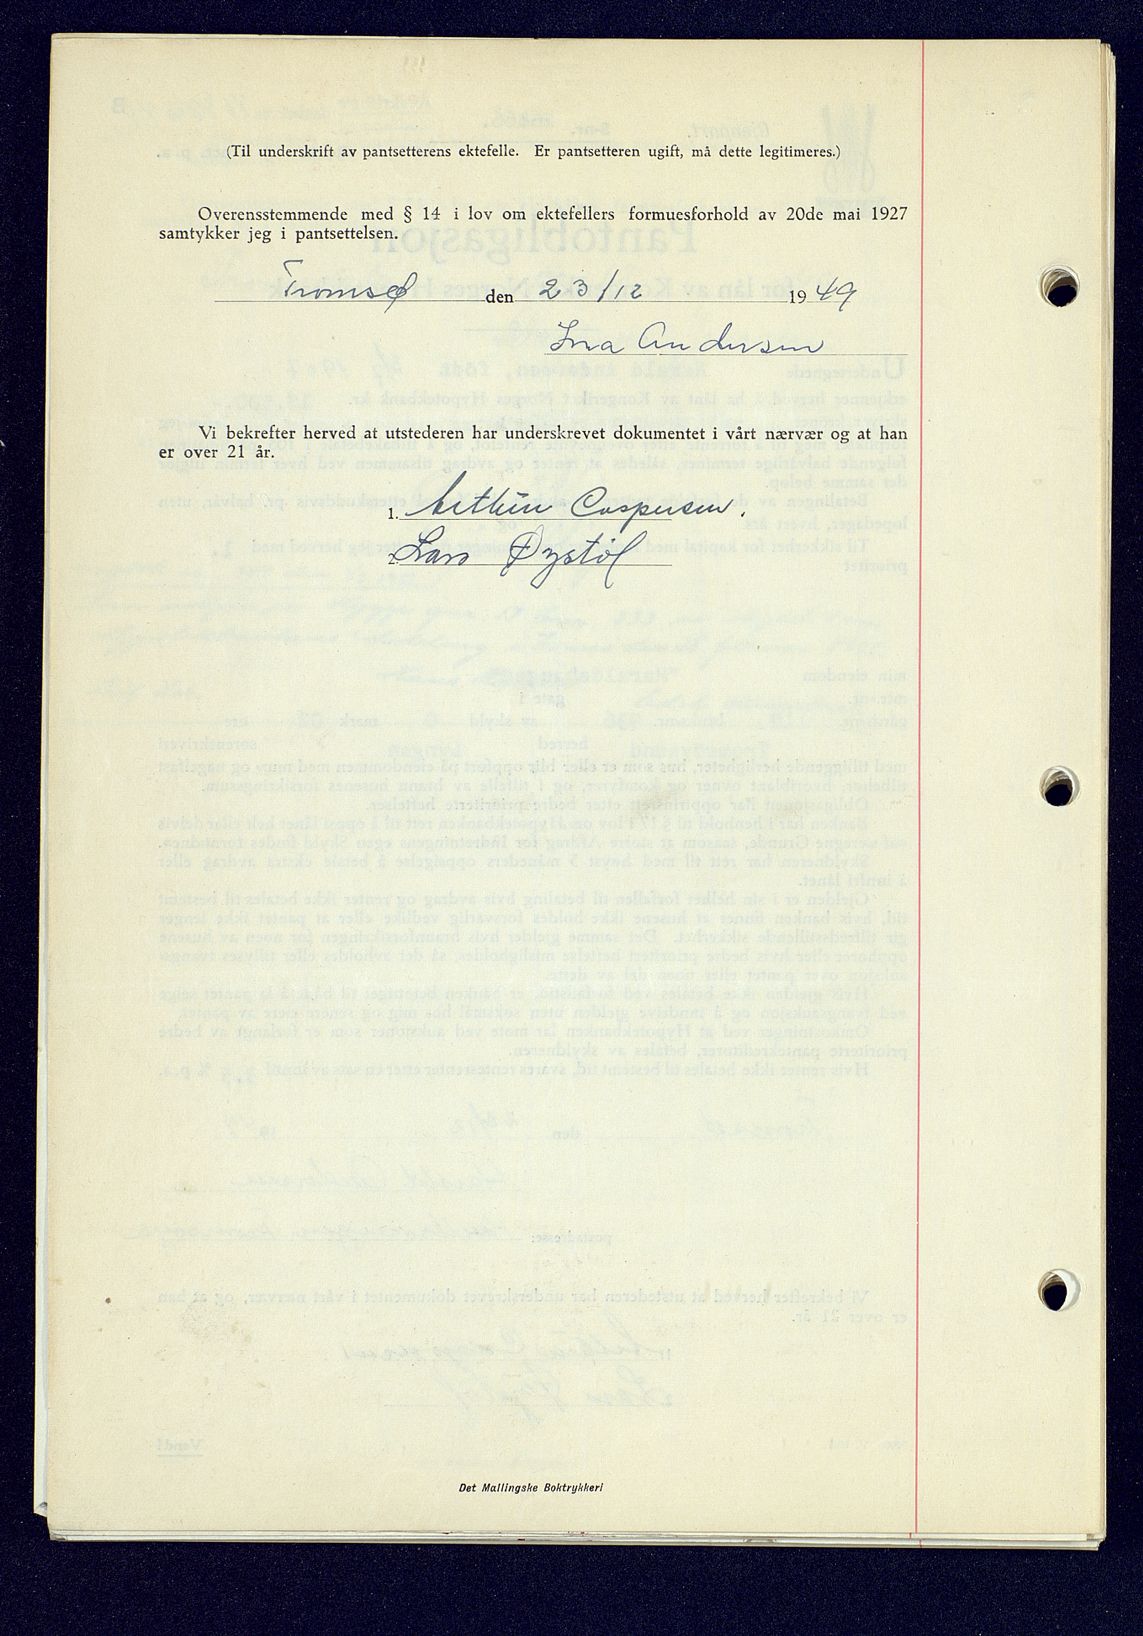 (Til underskrift av pantsetterens ektefelle. Er pantsetteren ugift, må dette legitimeres.)
Overensstemmende med § 14 i lov om ektefellers formuesforhold av 20de mai 1927
samtykker jeg i pantsettelsen.
Tromsø den 23/12 1949
Ina Andersen
Vi bekrefter herved at utstederen har underskrevet dokumentet i vårt nærvær og at han
er over 21 år.
1. Arthur Caspersen.
2. Lars Øystøl
Det Mallingske Boktrykkeri